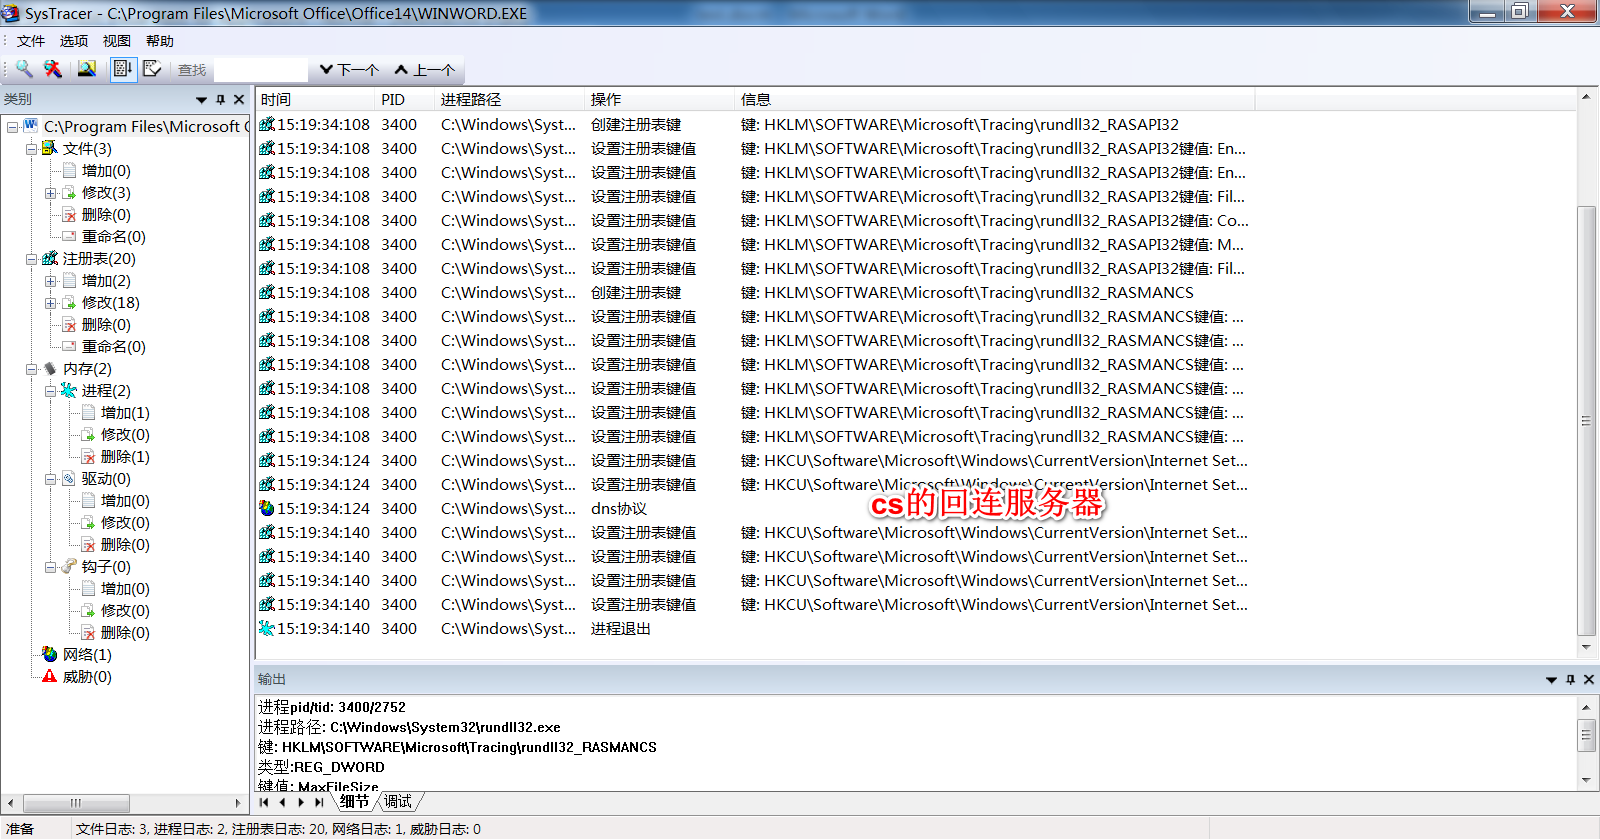 SysTracer - C:\Program Files\Microsoft Office\Office14\WINWORD.EXE
文件 选项 视图 帮助
查找 下一个 上一个
类别
C:\Program Files\Microsoft
文件(3)
增加(0)
修改(3)
删除(0)
重命名(0)
注册表(20)
增加(2)
修改(18)
删除(0)
重命名(0)
内存(2)
进程(2)
增加(1)
修改(0)
删除(1)
驱动(0)
增加(0)
修改(0)
删除(0)
钩子(0)
增加(0)
修改(0)
删除(0)
网络(1)
威胁(0)
时间 PID 进程路径 操作 信息
15:19:34:108 3400 C:\Windows\Syst... 创建注册表键 键: HKLM\SOFTWARE\Microsoft\Tracing\rundll32_RASAPI32
15:19:34:108 3400 C:\Windows\Syst... 设置注册表键值 键: HKLM\SOFTWARE\Microsoft\Tracing\rundll32_RASAPI32键值: En...
15:19:34:108 3400 C:\Windows\Syst... 设置注册表键值 键: HKLM\SOFTWARE\Microsoft\Tracing\rundll32_RASAPI32键值: En...
15:19:34:108 3400 C:\Windows\Syst... 设置注册表键值 键: HKLM\SOFTWARE\Microsoft\Tracing\rundll32_RASAPI32键值: Fil...
15:19:34:108 3400 C:\Windows\Syst... 设置注册表键值 键: HKLM\SOFTWARE\Microsoft\Tracing\rundll32_RASAPI32键值: Co...
15:19:34:108 3400 C:\Windows\Syst... 设置注册表键值 键: HKLM\SOFTWARE\Microsoft\Tracing\rundll32_RASAPI32键值: M...
15:19:34:108 3400 C:\Windows\Syst... 设置注册表键值 键: HKLM\SOFTWARE\Microsoft\Tracing\rundll32_RASAPI32键值: Fil...
15:19:34:108 3400 C:\Windows\Syst... 创建注册表键 键: HKLM\SOFTWARE\Microsoft\Tracing\rundll32_RASMANCS
15:19:34:108 3400 C:\Windows\Syst... 设置注册表键值 键: HKLM\SOFTWARE\Microsoft\Tracing\rundll32_RASMANCS键值: ...
15:19:34:108 3400 C:\Windows\Syst... 设置注册表键值 键: HKLM\SOFTWARE\Microsoft\Tracing\rundll32_RASMANCS键值: ...
15:19:34:108 3400 C:\Windows\Syst... 设置注册表键值 键: HKLM\SOFTWARE\Microsoft\Tracing\rundll32_RASMANCS键值: ...
15:19:34:108 3400 C:\Windows\Syst... 设置注册表键值 键: HKLM\SOFTWARE\Microsoft\Tracing\rundll32_RASMANCS键值: ...
15:19:34:108 3400 C:\Windows\Syst... 设置注册表键值 键: HKLM\SOFTWARE\Microsoft\Tracing\rundll32_RASMANCS键值: ...
15:19:34:108 3400 C:\Windows\Syst... 设置注册表键值 键: HKLM\SOFTWARE\Microsoft\Tracing\rundll32_RASMANCS键值: ...
15:19:34:124 3400 C:\Windows\Syst... 设置注册表键值 键: HKCU\Software\Microsoft\Windows\CurrentVersion\Internet Set...
15:19:34:124 3400 C:\Windows\Syst... 设置注册表键值 键: HKCU\Software\Microsoft\Windows\CurrentVersion\Internet Set...
15:19:34:124 3400 C:\Windows\Syst... dns协议 cs的回连服务器
15:19:34:140 3400 C:\Windows\Syst... 设置注册表键值 键: HKCU\Software\Microsoft\Windows\CurrentVersion\Internet Set...
15:19:34:140 3400 C:\Windows\Syst... 设置注册表键值 键: HKCU\Software\Microsoft\Windows\CurrentVersion\Internet Set...
15:19:34:140 3400 C:\Windows\Syst... 设置注册表键值 键: HKCU\Software\Microsoft\Windows\CurrentVersion\Internet Set...
15:19:34:140 3400 C:\Windows\Syst... 设置注册表键值 键: HKCU\Software\Microsoft\Windows\CurrentVersion\Internet Set...
15:19:34:140 3400 C:\Windows\Syst... 进程退出
输出
进程pid/tid: 3400/2752
进程路径: C:\Windows\System32\rundll32.exe
键: HKLM\SOFTWARE\Microsoft\Tracing\rundll32_RASMANCS
类型:REG_DWORD
键值: MaxFileSize
细节 调试
准备 文件日志: 3, 进程日志: 2, 注册表日志: 20, 网络日志: 1, 威胁日志: 0